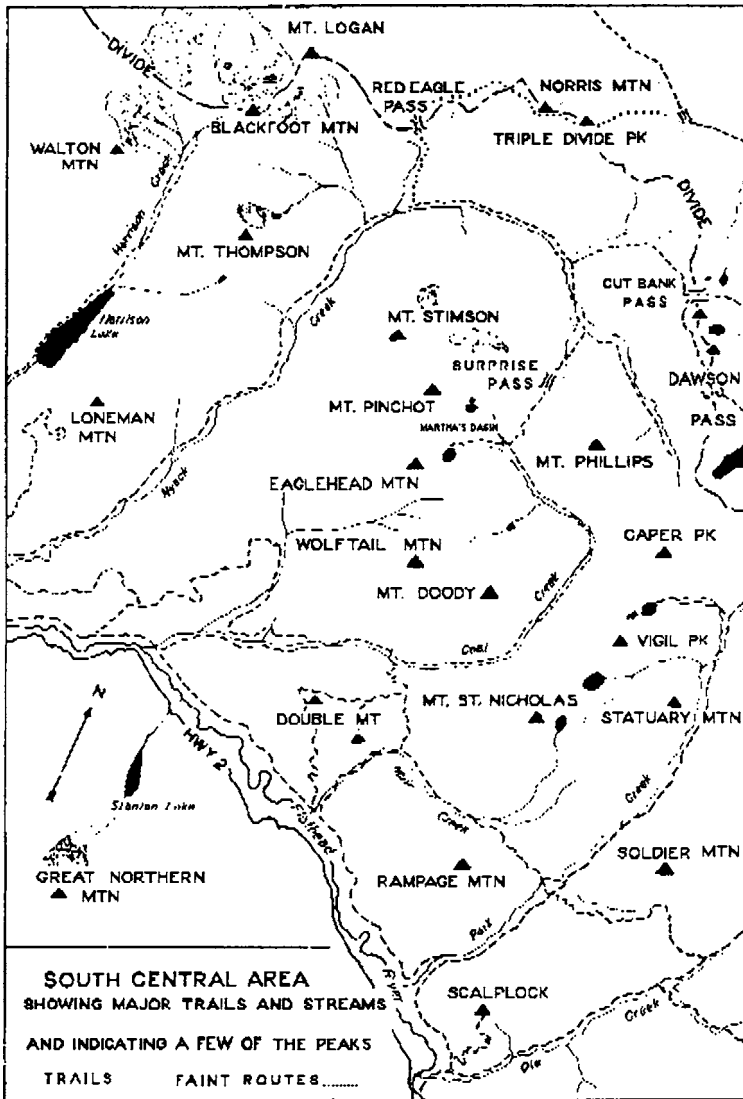 MT. LOGAN
DIVIDE
RED EAGLE
PASS
NORRIS MTN
BLACKFOOT MTN
TRIPLE DIVIDE PK
WALTON
MTN
Harrison
Creek
DIVIDE
MT. THOMPSON
CUT BANK
PASS
Creek
MT. STIMSON
Harrison
Lake
SURPRISE
PASS
DAWSON
PASS
LONEMAN
MTN
MT. PINCHOT
MARTHA'S BASIN
MT. PHILLIPS
EAGLEHEAD MTN
Nyack
WOLFTAIL MTN
CAPER PK
MT. DOODY
Creek
Coal
VIGIL PK
MT. ST. NICHOLAS
STATUARY MTN
DOUBLE MT
N
HWY 2
Stanton Lake
Flathead
Creek
Creek
GREAT NORTHERN
MTN
RAMPAGE MTN
SOLDIER MTN
Park
River
SCALPLOCK
Creek
SOUTH CENTRAL AREA
SHOWING MAJOR TRAILS AND STREAMS
AND INDICATING A FEW OF THE PEAKS
TRAILS FAINT ROUTES........